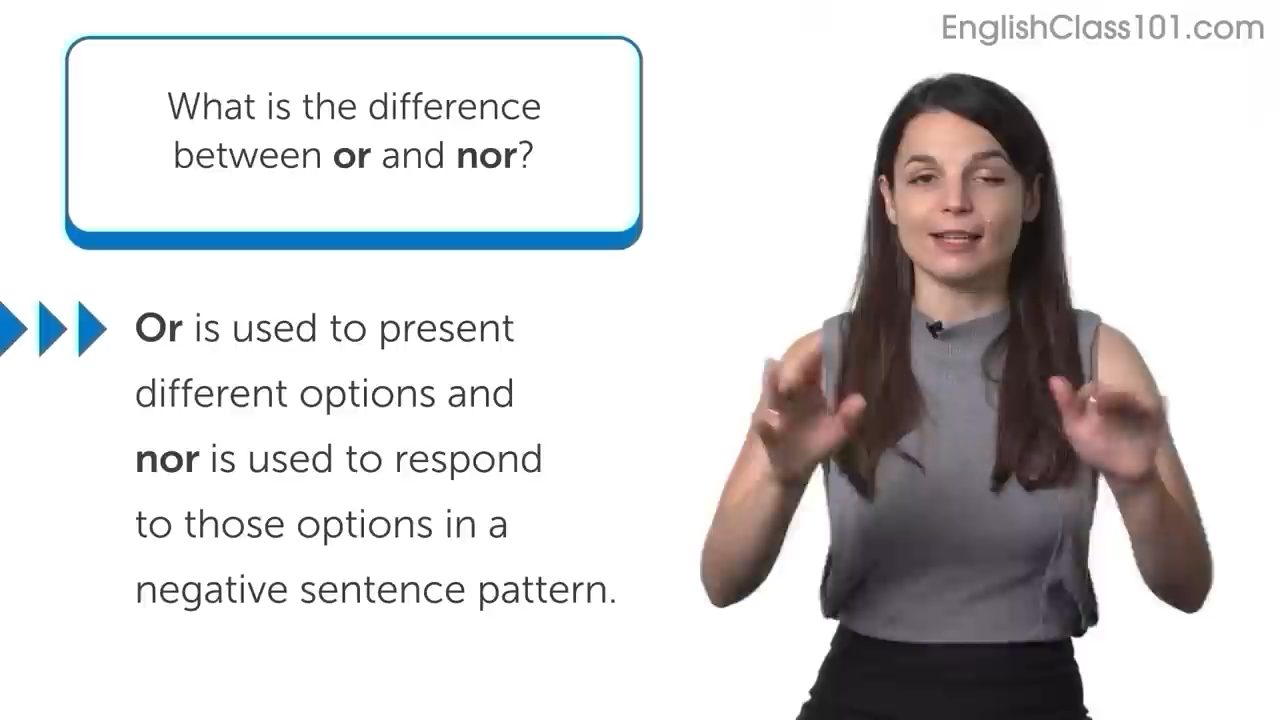 EnglishClass101.com
What is the difference
between or and nor?
Or is used to present
different options and
nor is used to respond
to those options in a
negative sentence pattern.